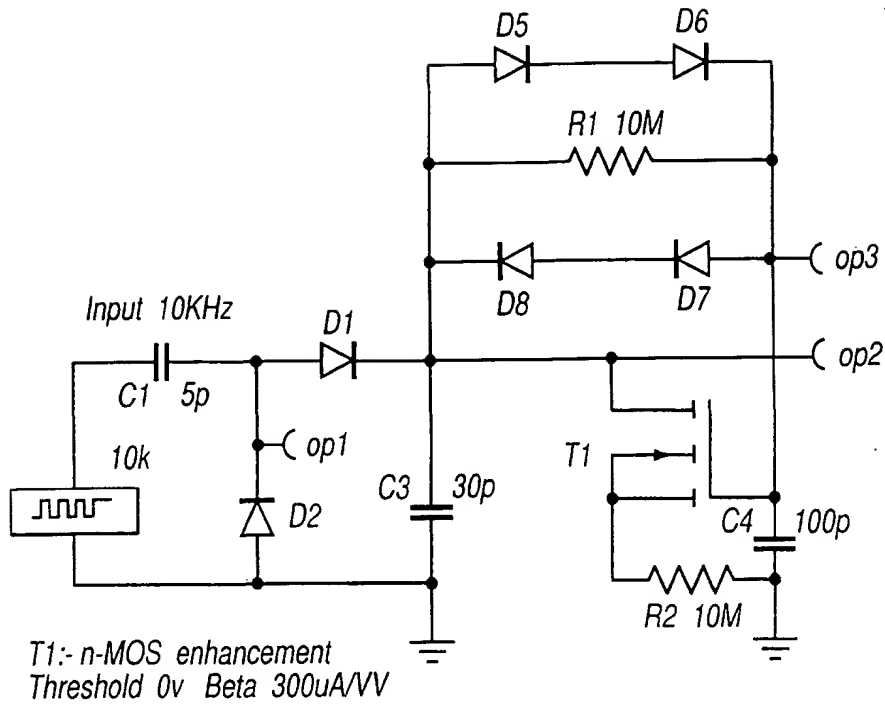 D5
D6
R1 10M
op3
D8
D7
Input 10KHz
D1
op2
C1
5p
op1
T1
10k
D2
C3
30p
C4
100p
R2 10M
T1:- n-MOS enhancement
Threshold 0v Beta 300uA/VV